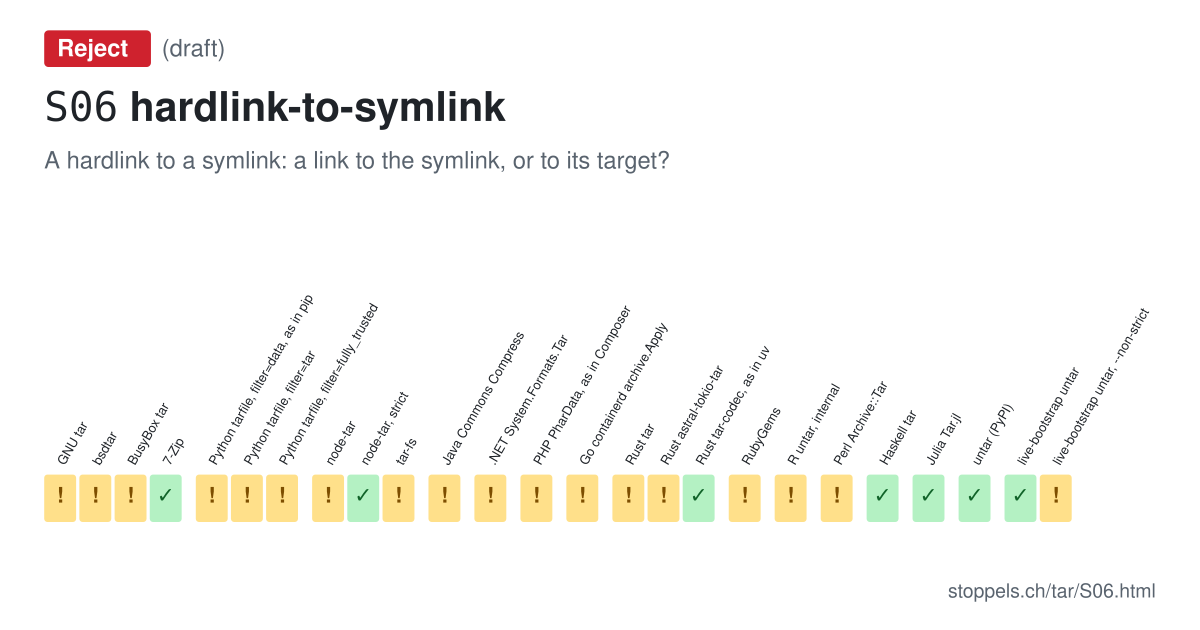 Reject (draft)
S06 hardlink-to-symlink
A hardlink to a symlink: a link to the symlink, or to its target?
GNU tar
bsdtar
BusyBox tar
7-Zip
Python tarfile, filter=data, as in pip
Python tarfile, filter=tar
Python tarfile, filter=fully_trusted
node-tar
node-tar, strict
tar-fs
Java Commons Compress
.NET System.Formats.Tar
PHP PharData, as in Composer
Go containerd archive.Apply
Rust tar
Rust astral-tokio-tar
Rust tar-codec, as in uv
RubyGems
R untar, internal
Perl Archive::Tar
Haskell tar
Julia Tar.jl
untar (PyPI)
live-bootstrap untar
live-bootstrap untar, --non-strict
! ! ! ✓ ! ! ! ! ✓ ! ! ! ! ! ! ! ✓ ! ! ! ✓ ✓ ✓ ✓ !
stoppels.ch/tar/S06.html